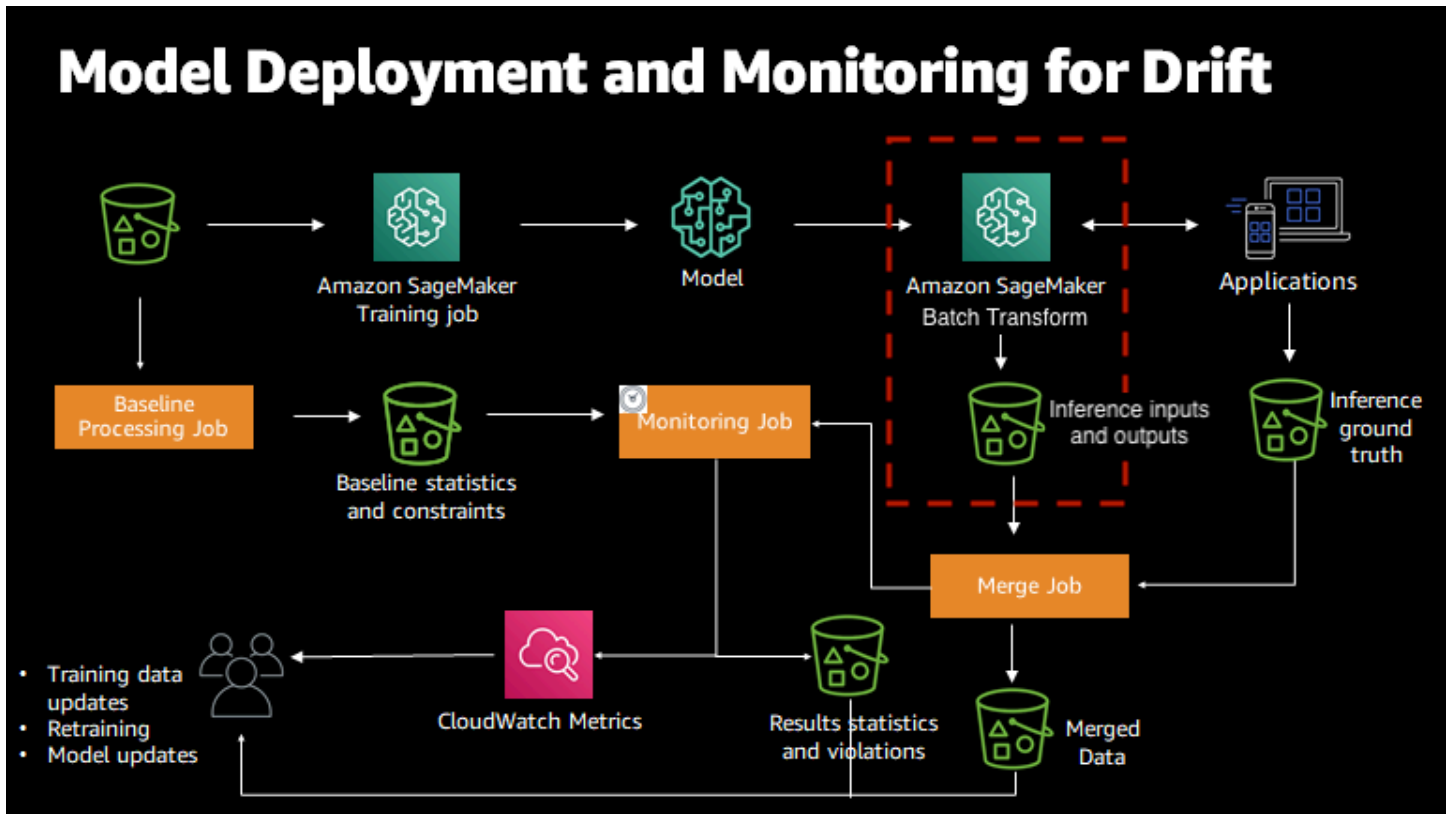 Model Deployment and Monitoring for Drift
Amazon SageMaker
Training job
Model
Amazon SageMaker
Batch Transform
Applications
Baseline
Processing Job
Baseline statistics
and constraints
Monitoring Job
Inference inputs
and outputs
Inference
ground
truth
Merge Job
• Training data
updates
• Retraining
• Model updates
CloudWatch Metrics
Results statistics
and violations
Merged
Data